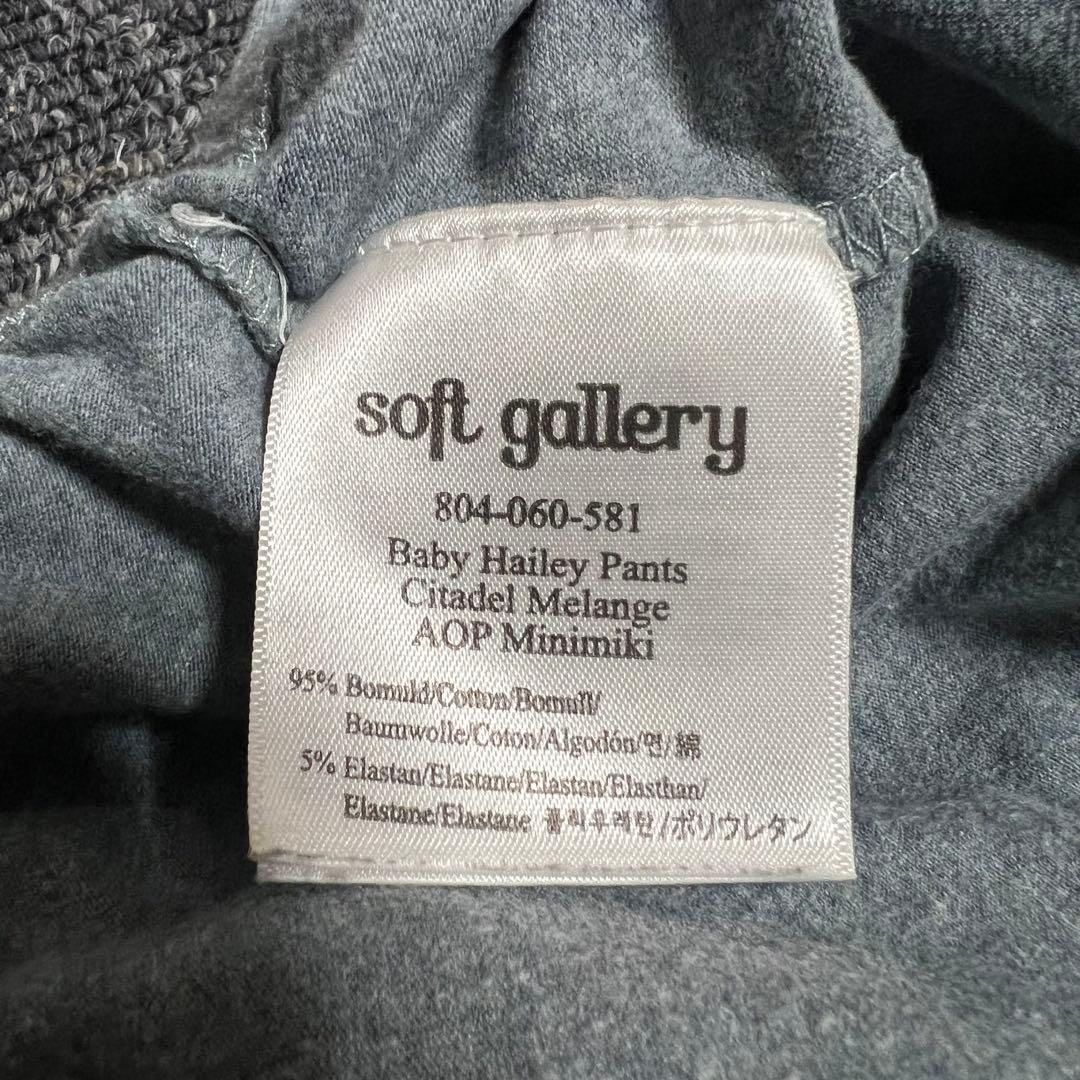 soft gallery
804-060-581
Baby Hailey Pants
Citadel Melange
AOP Minimiki
95% Bomuld/Cotton/Bomull/
Baumwolle/Coton/Algodón/면/綿
5% Elastan/Elastane/Elastan/Elasthan/
Elastane/Elastane 폴리우레탄/ポリウレタン